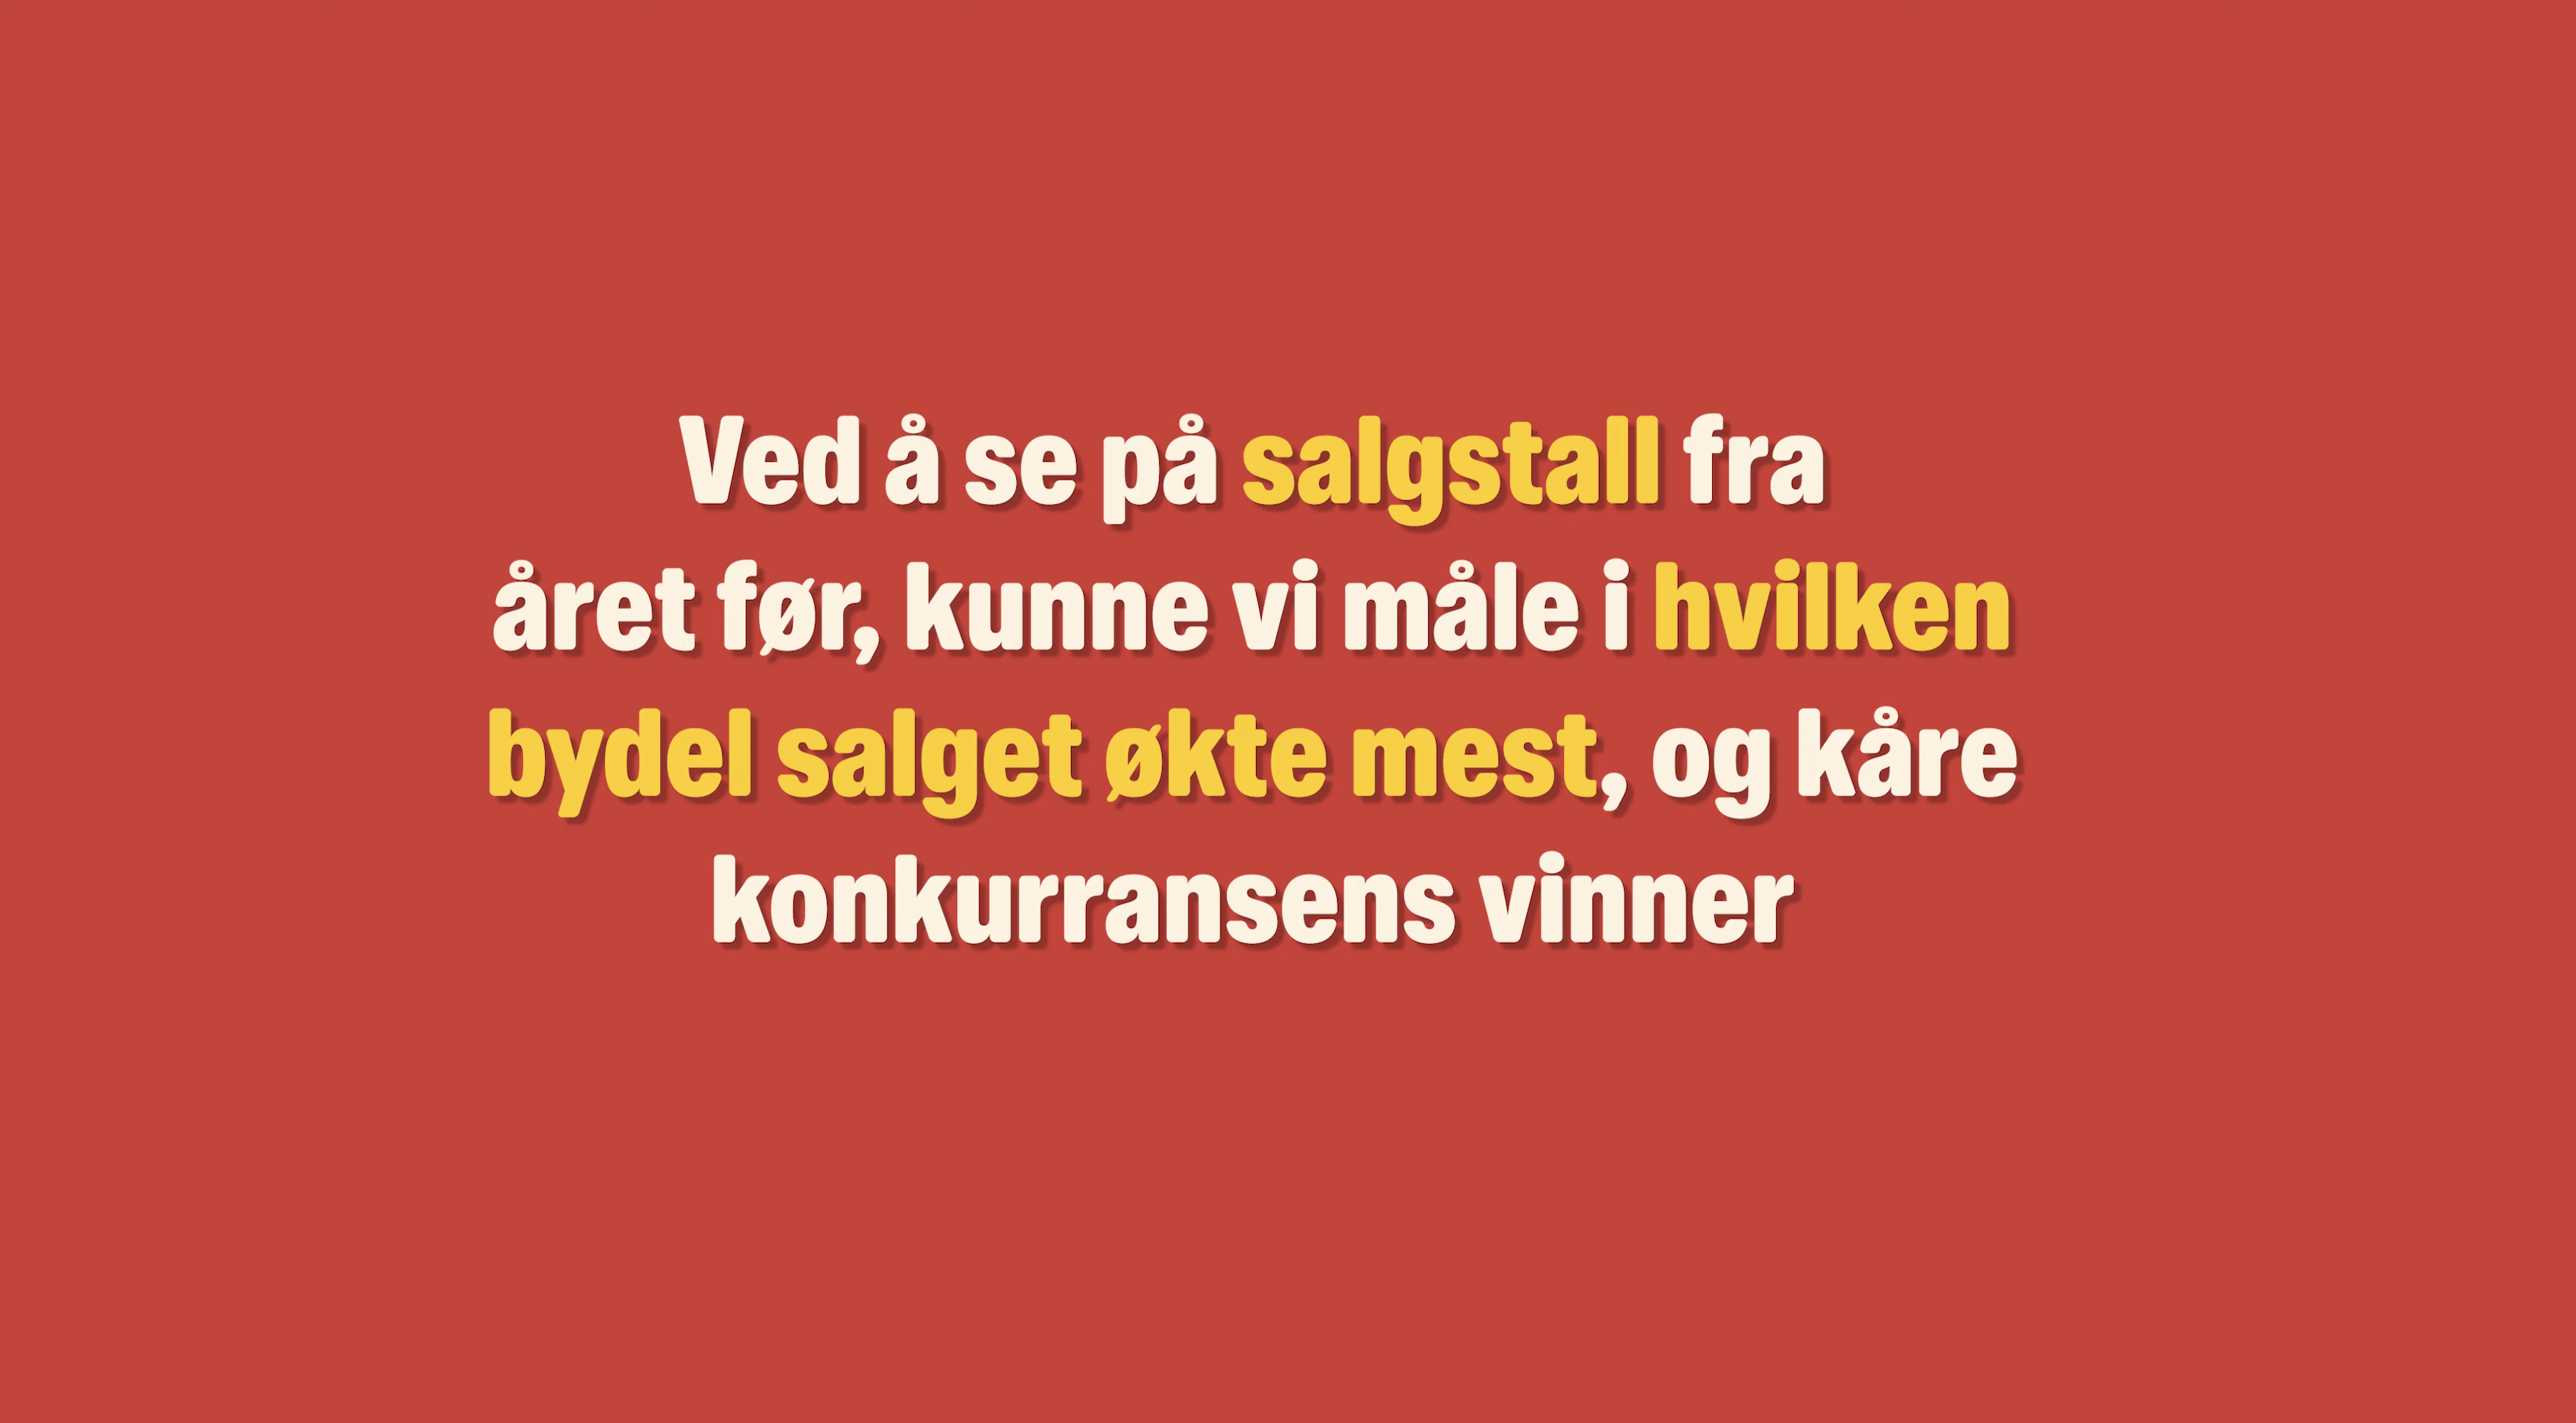 Ved å se på salgstall fra
året før, kunne vi måle i hvilken
bydel salget økte mest, og kåre
konkurransens vinner